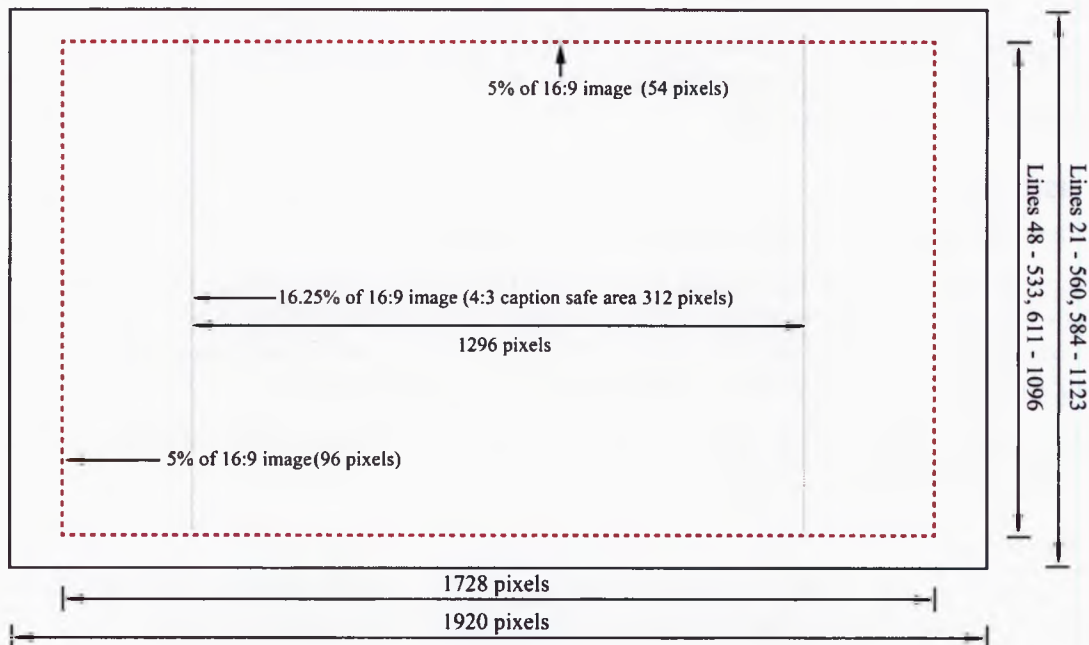 5% of 16:9 image (54 pixels)
16.25% of 16:9 image (4:3 caption safe area 312 pixels)
1296 pixels
5% of 16:9 image(96 pixels)
1728 pixels
1920 pixels
Lines 48 - 533, 611 - 1096
Lines 21 - 560, 584 - 1123